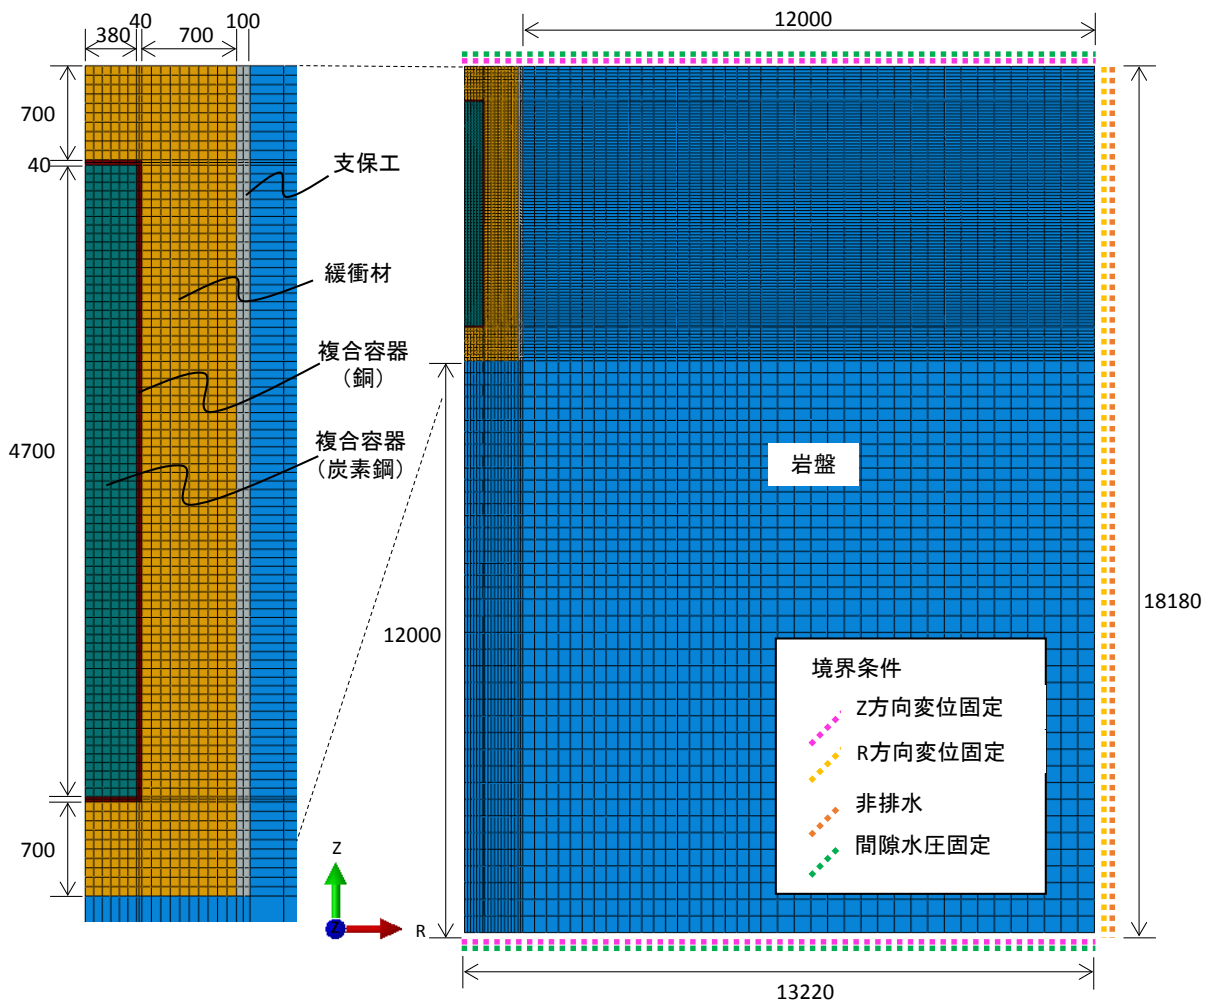 40
100
12000
380
700
700
40
支保工
緩衝材
複合容器
（銅）
複合容器
（炭素鋼）
4700
岩盤
18180
12000
境界条件
Z方向変位固定
R方向変位固定
非排水
間隙水圧固定
700
Z
R
Z
13220